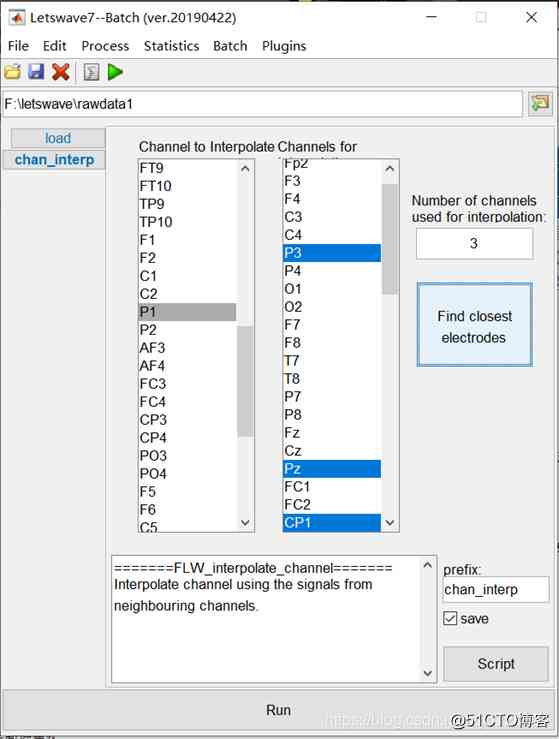 Letswave7--Batch (ver.20190422)
File Edit Process Statistics Batch Plugins
F:\letswave\rawdata1
load
chan_interp
Channel to Interpolate
FT9
FT10
TP9
TP10
F1
F2
C1
C2
P1
P2
AF3
AF4
FC3
FC4
CP3
CP4
PO3
PO4
F5
F6
C5
Channels for
Fp2
F3
F4
C3
C4
P3
P4
O1
O2
F7
F8
T7
T8
P7
P8
Fz
Cz
Pz
FC1
FC2
CP1
Number of channels
used for interpolation:
3
Find closest
electrodes
=======FLW_interpolate_channel=======
Interpolate channel using the signals from
neighbouring channels.
prefix:
chan_interp
save
Script
Run
@51CTO博客